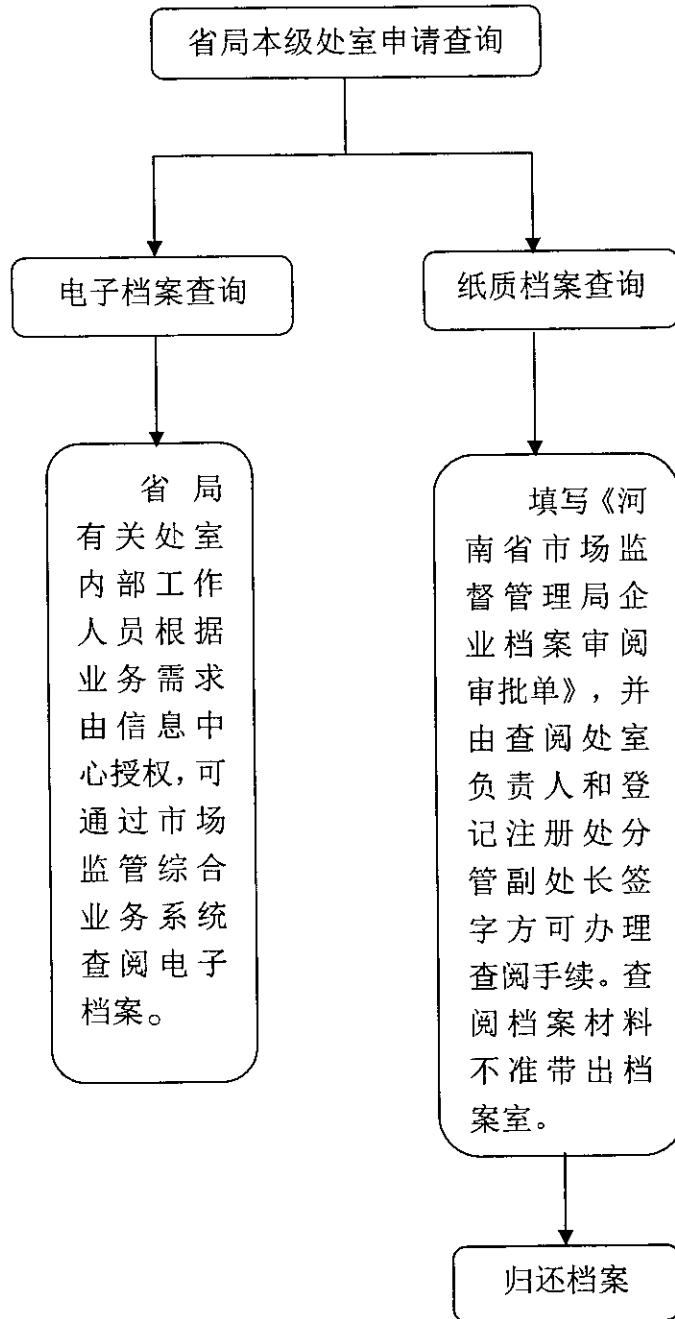 省局本级处室申请查询
电子档案查询
纸质档案查询
省局
有关处室
内部工作
人员根据
业务需求
由信息中
心授权,可
通过市场
监管综合
业务系统
查阅电子
档案。
填写《河
南省市场监
督管理局企
业档案审阅
审批单》,并
由查阅处室
负责人和登
记注册处分
管副处长签
字方可办理
查阅手续。查
阅档案材料
不准带出档
案室。
归还档案